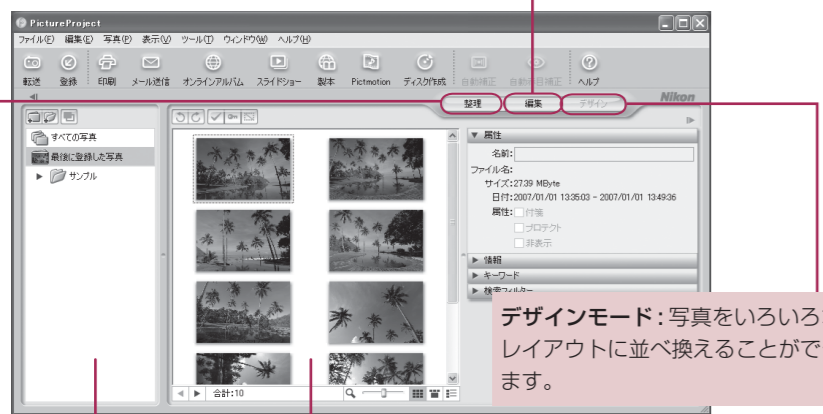 PictureProject
ファイル(F) 編集(E) 写真(P) 表示(V) ツール(T) ウィンドウ(W) ヘルプ(H)
転送 登録 印刷 メール送信 オンラインアルバム スライドショー 製本 Pictmotion ディスク作成 自動補正 自動赤目補正 ヘルプ
整理 編集 デザイン Nikon
すべての写真
最後に登録した写真
サンプル
属性
名前:
ファイル名:
サイズ:27.39 MByte
日付:2007/01/01 13:35:03 - 2007/01/01 13:49:36
属性: 付箋
プロテクト
非表示
情報
キーワード
検索フィルター
合計:10
デザインモード:写真をいろいろ
レイアウトに並べ換えることがで
ます。